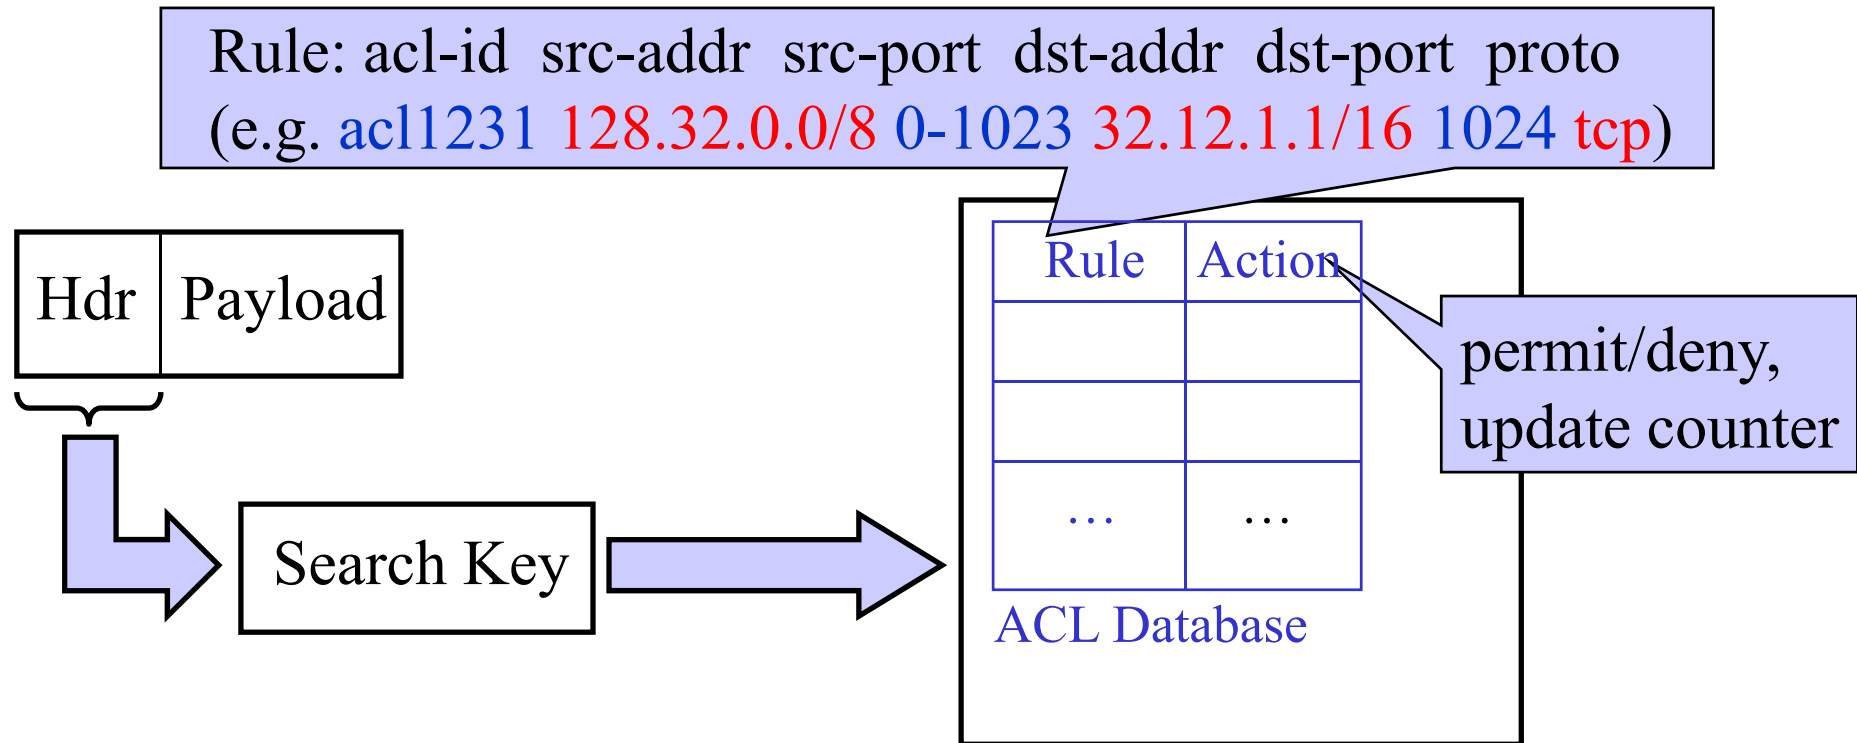 Rule: acl-id src-addr src-port dst-addr dst-port proto
(e.g. acl1231 128.32.0.0/8 0-1023 32.12.1.1/16 1024 tcp)
Hdr Payload
Rule Action
permit/deny,
update counter
… …
Search Key
ACL Database